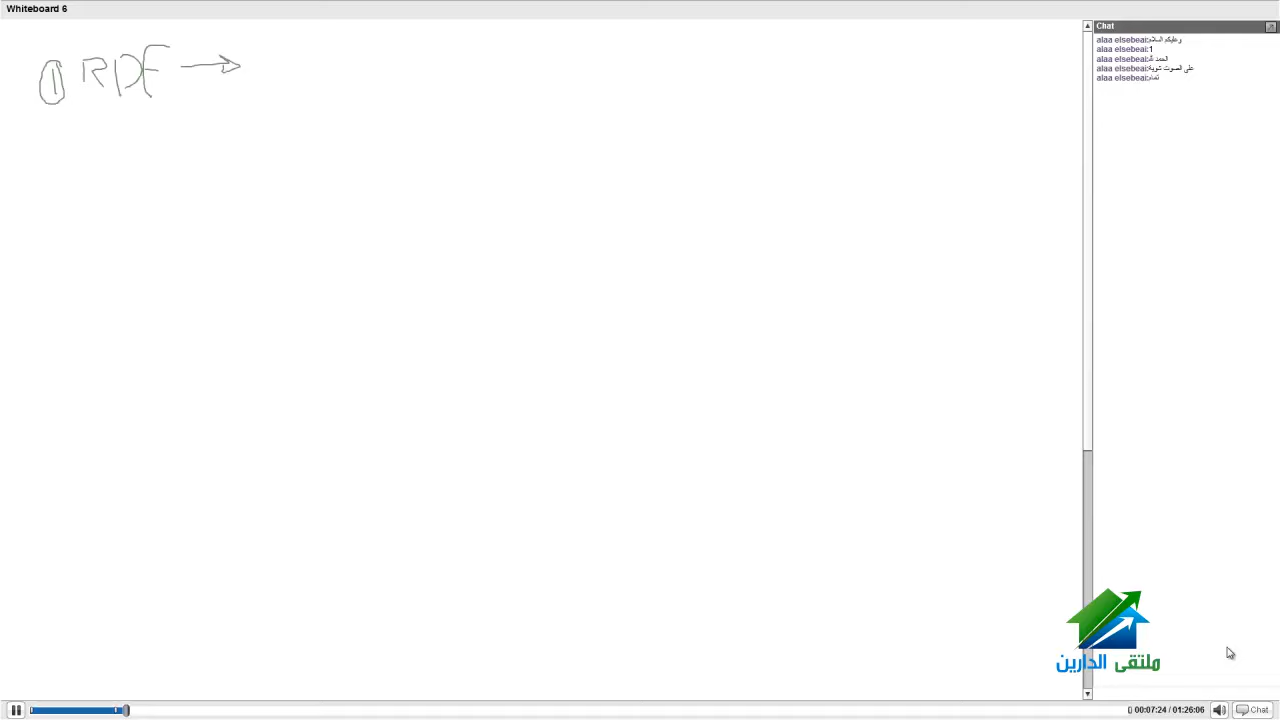 Whiteboard 6
① RDF →
Chat
alaa elsebeai:وعليكم السلام
alaa elsebeai:1
alaa elsebeai:الحمد لله
alaa elsebeai:على الصوت شوية
alaa elsebeai:تمام
ملتقى الدارين
00:07:24 / 01:26:06
Chat